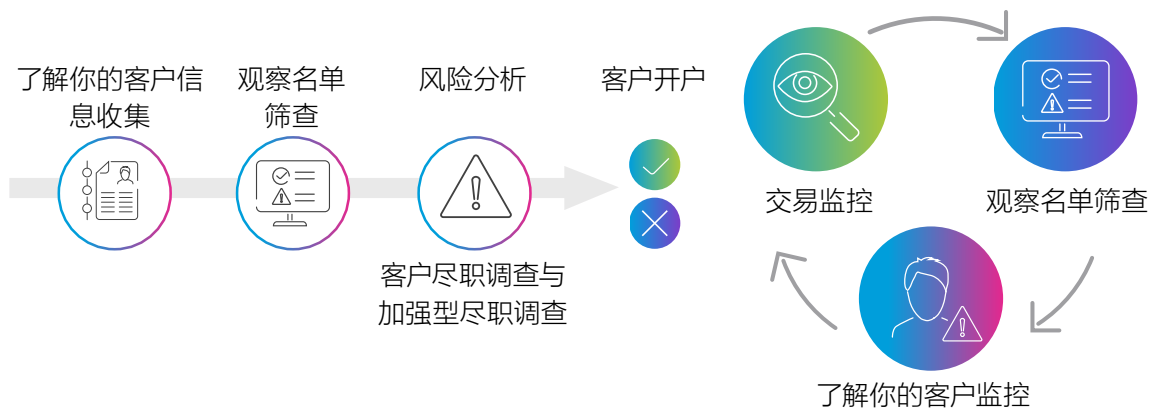 了解你的客户信
息收集
观察名单
筛查
风险分析
客户尽职调查与
加强型尽职调查
客户开户
交易监控
观察名单筛查
了解你的客户监控